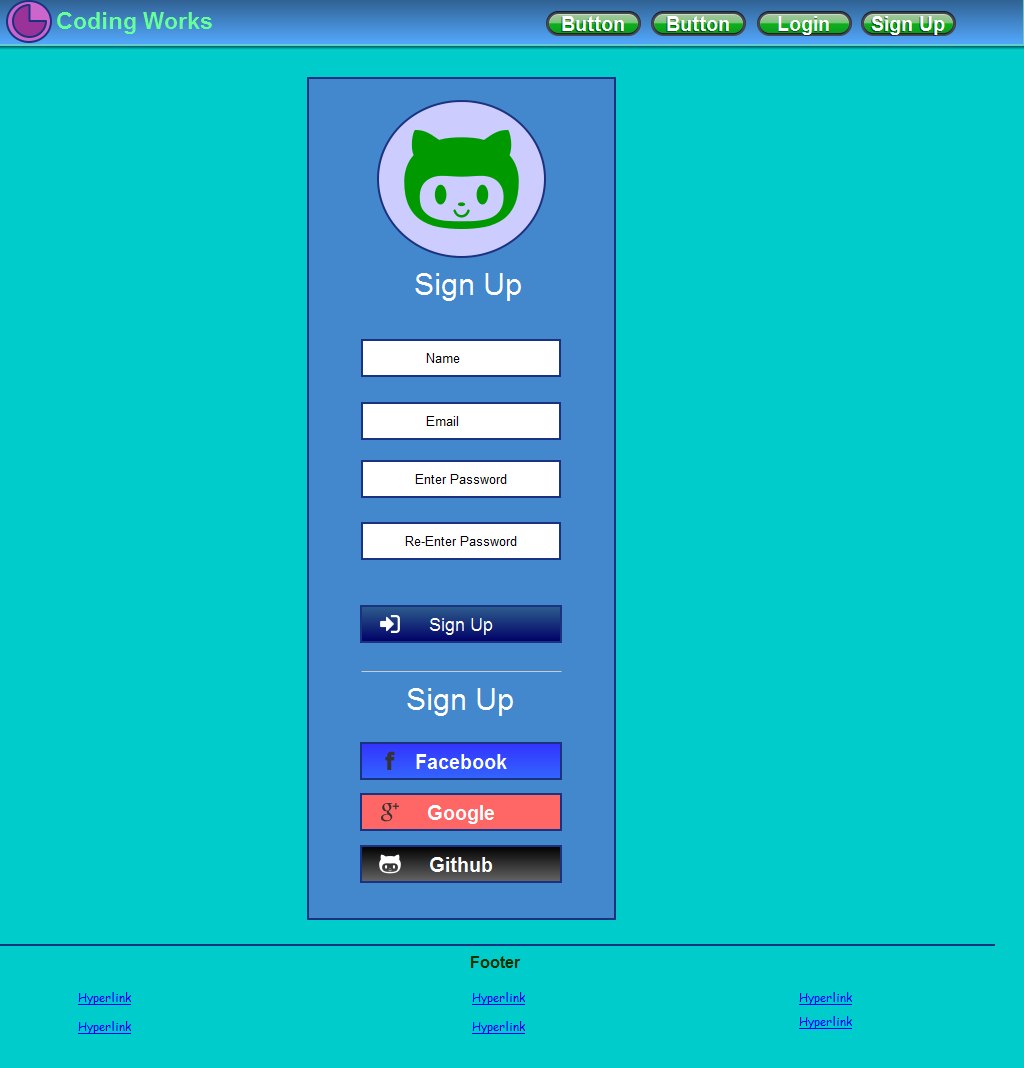 Coding Works
Button Button Login Sign Up
Sign Up
Name
Email
Enter Password
Re-Enter Password
Sign Up
Sign Up
Facebook
Google
Github
Footer
Hyperlink Hyperlink Hyperlink
Hyperlink Hyperlink Hyperlink